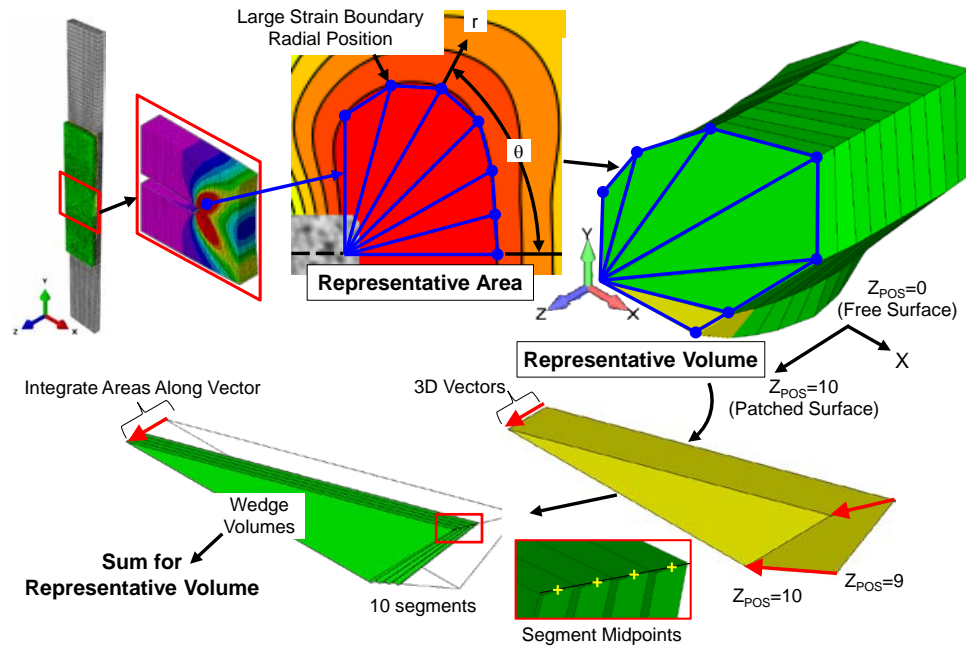 Large Strain Boundary
Radial Position
r
θ
Representative Area
Y
Z
X
Y
Z
X
Z_POS=0
(Free Surface)
X
Representative Volume
Z_POS=10
(Patched Surface)
Integrate Areas Along Vector
3D Vectors
Wedge
Volumes
Sum for
Representative Volume
10 segments
Segment Midpoints
Z_POS=10
Z_POS=9